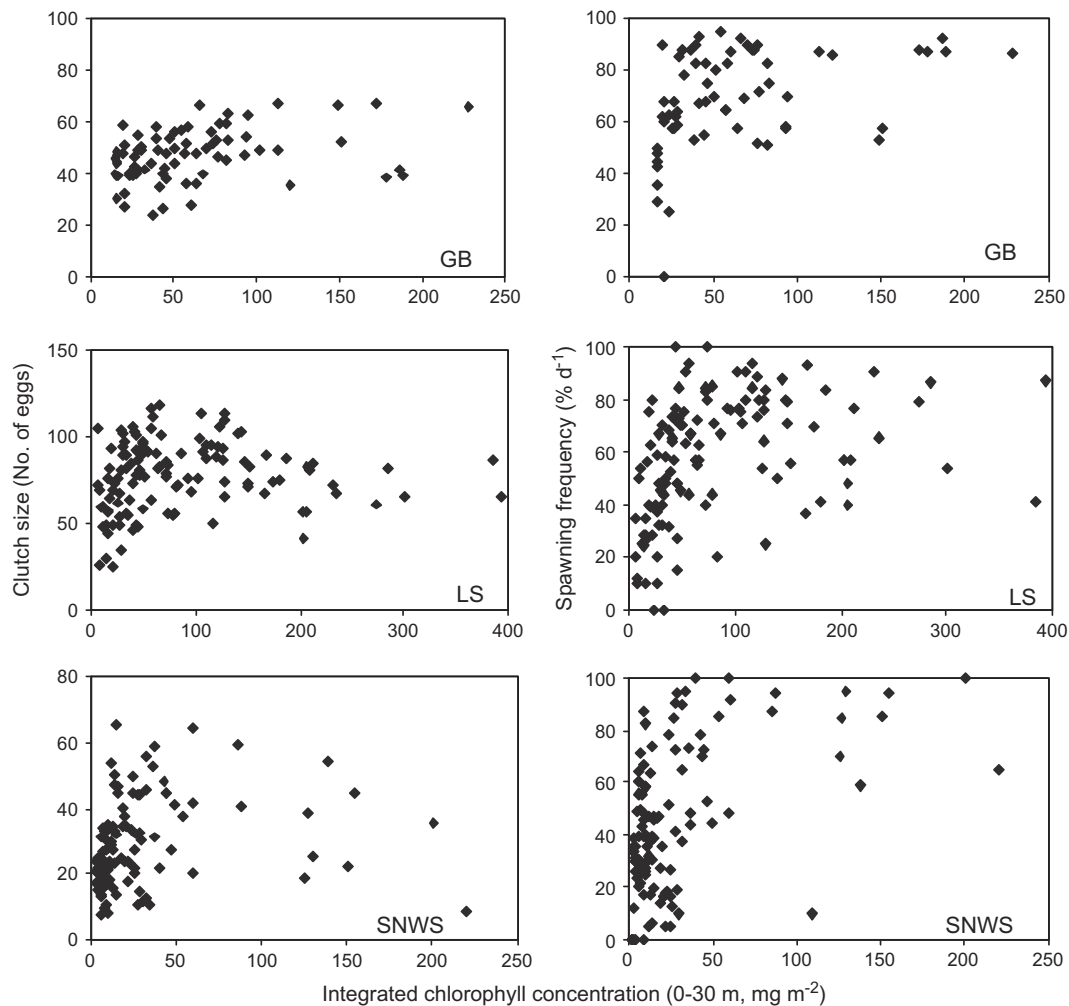 100 80 60 40 20 0
0 50 100 150 200 250
GB
100 80 60 40 20 0
0 50 100 150 200 250
GB
Clutch size (No. of eggs)
150 100 50 0
0 100 200 300 400
LS
Spawning frequency (% d-1)
100 80 60 40 20 0
0 100 200 300 400
LS
80 60 40 20 0
0 50 100 150 200 250
SNWS
100 80 60 40 20 0
0 50 100 150 200 250
SNWS
Integrated chlorophyll concentration (0-30 m, mg m-2)